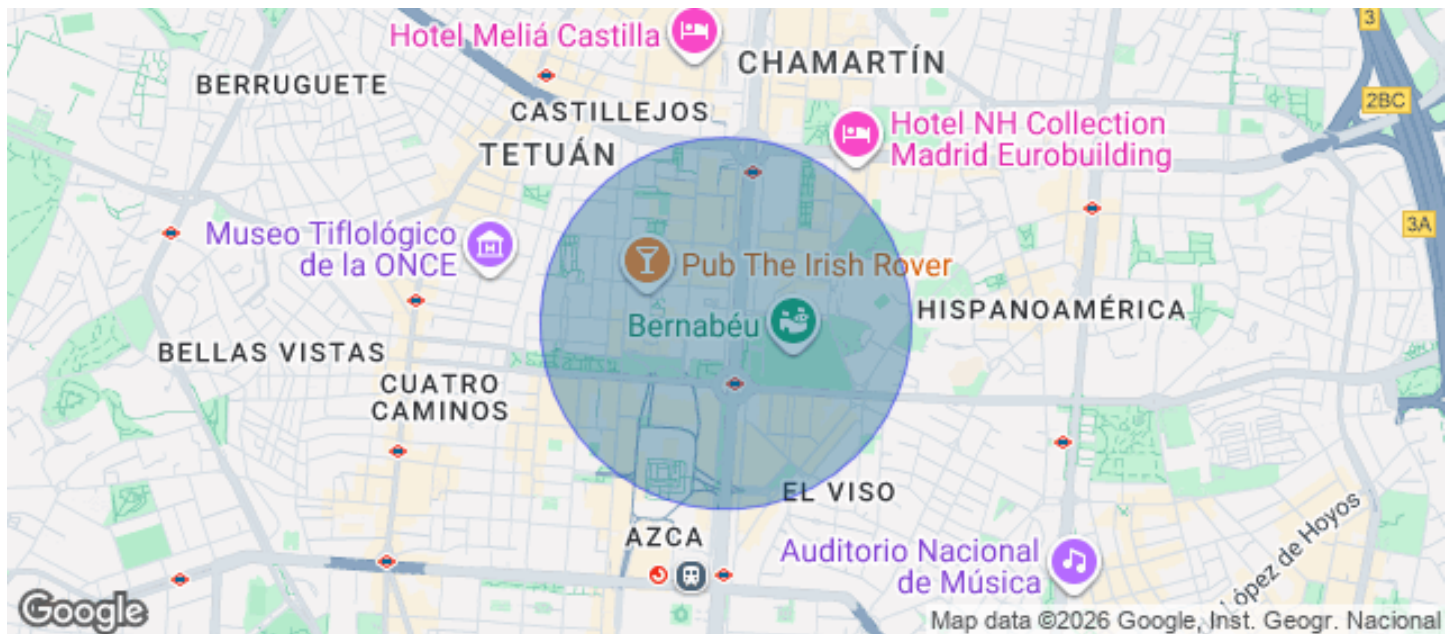 3
Hotel Meliá Castilla
CHAMARTÍN
BERRUGUETE
2BC
CASTILLEJOS
Hotel NH Collection
Madrid Eurobuilding
TETUÁN
3A
Museo Tiflológico
de la ONCE
Pub The Irish Rover
HISPANOAMÉRICA
Bernabéu
BELLAS VISTAS
CUATRO
CAMINOS
EL VISO
López de Hoyos
AZCA
Auditorio Nacional
de Música
Google
Map data ©2026 Google, Inst. Geogr. Nacional